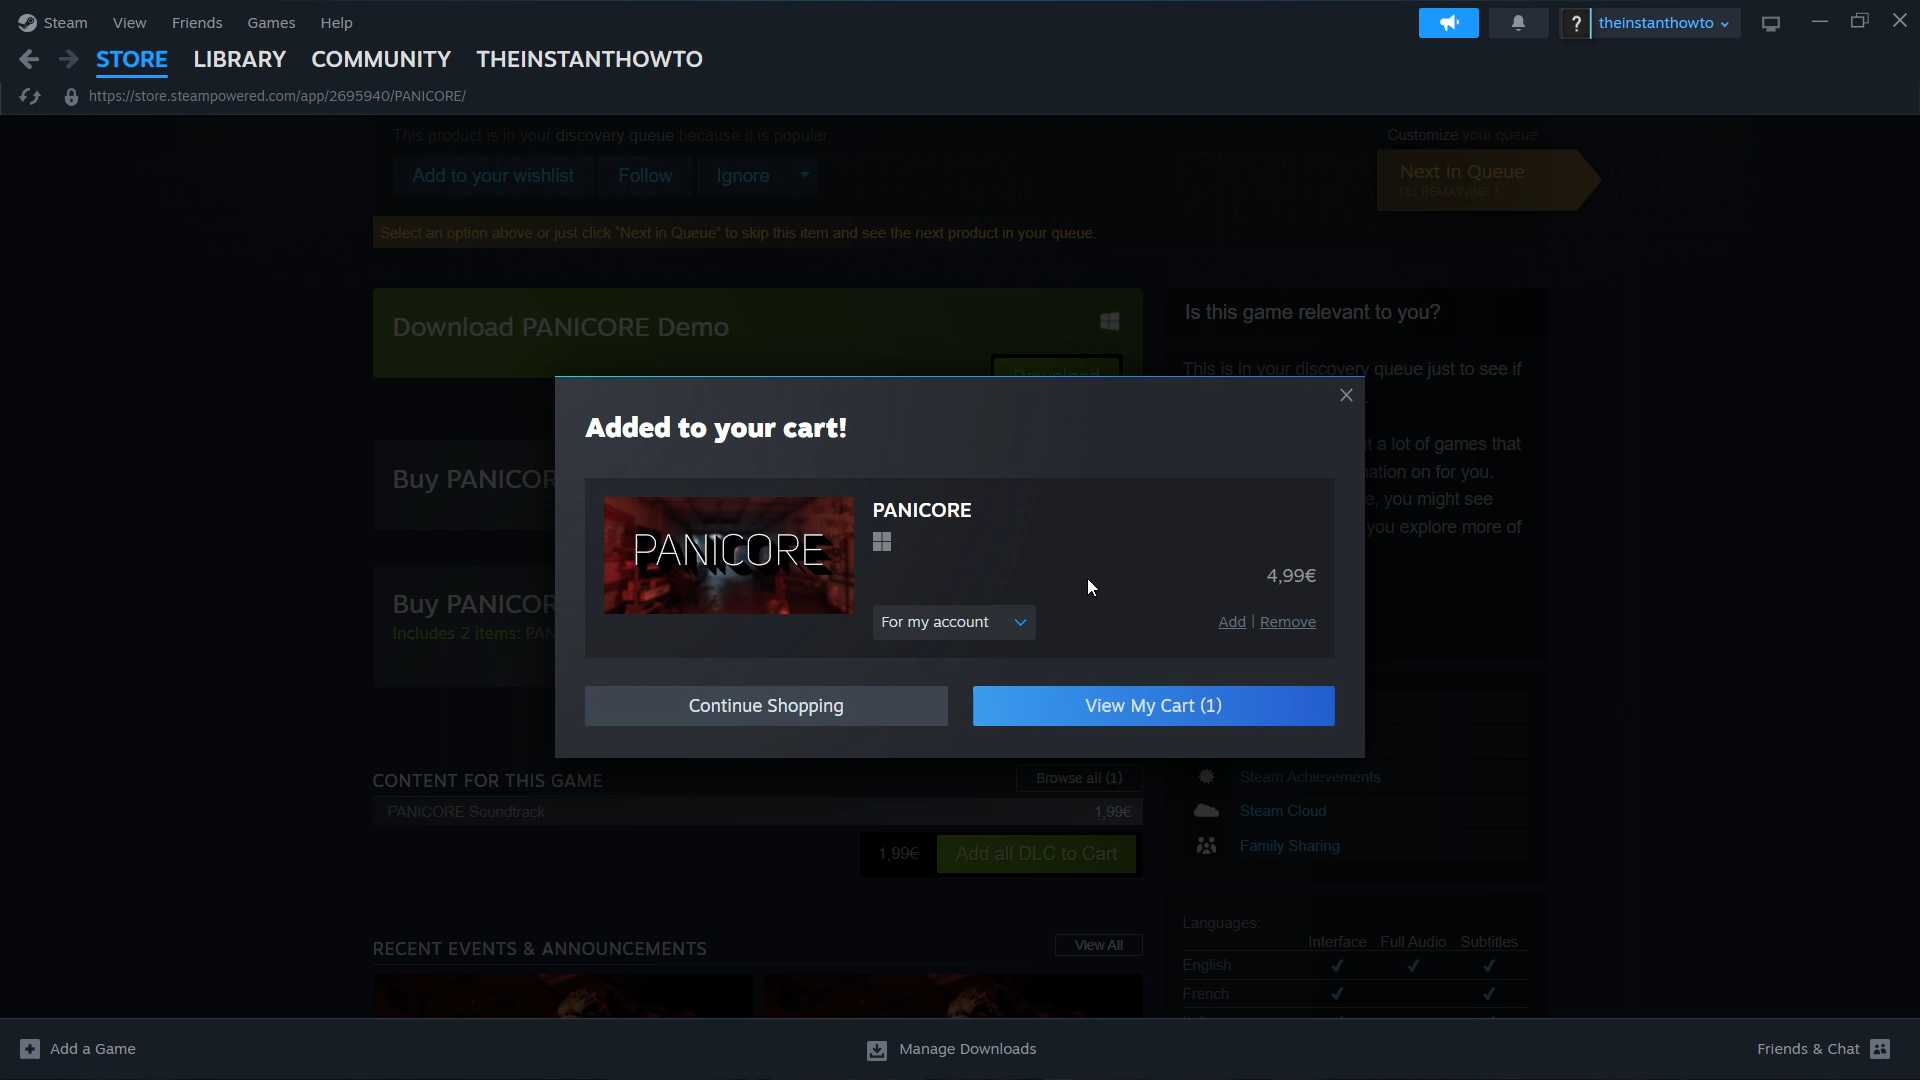 Steam View Friends Games Help
? theinstanthowto
STORE LIBRARY COMMUNITY THEINSTANTHOWTO
https://store.steampowered.com/app/2695940/PANICORE/
This product is in your discovery queue because it is popular
Customize your queue
Add to your wishlist Follow Ignore
Next in Queue
(11 REMAINING )
Select an option above or just click "Next in Queue" to skip this item and see the next product in your queue.
Download PANICORE Demo
Is this game relevant to you?
Download
This is in your discovery queue just to see if
Added to your cart!
t a lot of games that
ation on for you.
e, you might see
you explore more of
Buy PANICOR
PANICORE
PANICORE
4,99€
Buy PANICOR
Includes 2 items: PAN
For my account
Add | Remove
Continue Shopping
View My Cart (1)
CONTENT FOR THIS GAME
Browse all (1)
PANICORE Soundtrack 1,99€
1,99€ Add all DLC to Cart
Steam Achievements
Steam Cloud
Family Sharing
RECENT EVENTS & ANNOUNCEMENTS
View All
Languages:
Interface Full Audio Subtitles
English ✔ ✔ ✔
French ✔ ✔
Add a Game
Manage Downloads
Friends & Chat